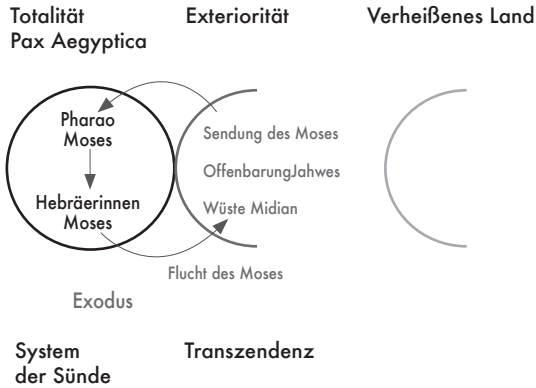 Totalität
Pax Aegyptica
Exteriorität
Verheißenes Land
Pharao
Moses
Hebräerinnen
Moses
Sendung des Moses
OffenbarungJahwes
Wüste Midian
Flucht des Moses
Exodus
System
der Sünde
Transzendenz